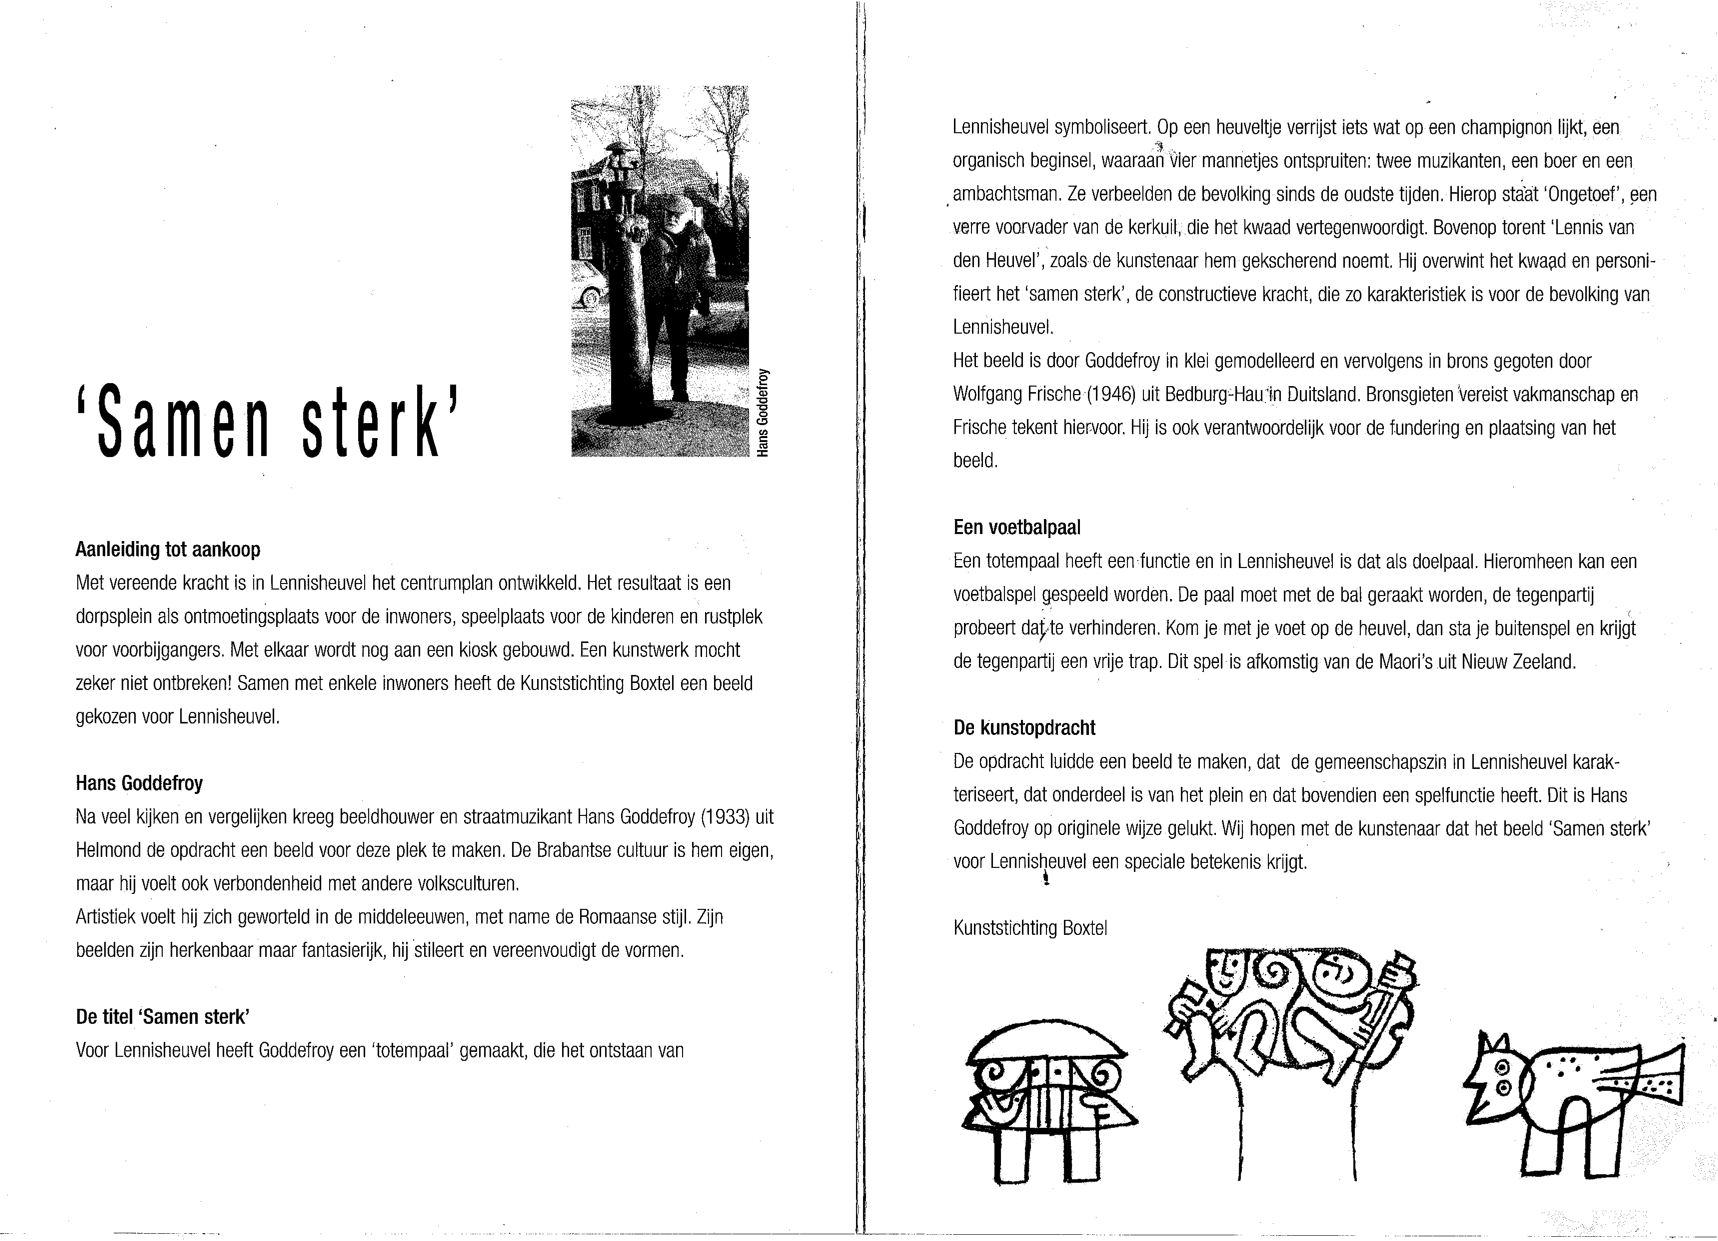 ‘Samen sterk’
Hans Goddefroy
Aanleiding tot aankoop
Met vereende kracht is in Lennisheuvel het centrumplan ontwikkeld. Het resultaat is een
dorpsplein als ontmoetingsplaats voor de inwoners, speelplaats voor de kinderen en rustplek
voor voorbijgangers. Met elkaar wordt nog aan een kiosk gebouwd. Een kunstwerk mocht
zeker niet ontbreken! Samen met enkele inwoners heeft de Kunststichting Boxtel een beeld
gekozen voor Lennisheuvel.
Hans Goddefroy
Na veel kijken en vergelijken kreeg beeldhouwer en straatmuzikant Hans Goddefroy (1933) uit
Helmond de opdracht een beeld voor deze plek te maken. De Brabantse cultuur is hem eigen,
maar hij voelt ook verbondenheid met andere volksculturen.
Artistiek voelt hij zich geworteld in de middeleeuwen, met name de Romaanse stijl. Zijn
beelden zijn herkenbaar maar fantasierijk, hij stileert en vereenvoudigt de vormen.
De titel ‘Samen sterk’
Voor Lennisheuvel heeft Goddefroy een ‘totempaal’ gemaakt, die het ontstaan van
Lennisheuvel symboliseert. Op een heuveltje verrijst iets wat op een champignon lijkt, een
organisch beginsel, waaraan vier mannetjes ontspruiten: twee muzikanten, een boer en een
ambachtsman. Ze verbeelden de bevolking sinds de oudste tijden. Hierop staat ‘Ongetoef’, een
verre voorvader van de kerkuil, die het kwaad vertegenwoordigt. Bovenop torent ‘Lennis van
den Heuvel’, zoals de kunstenaar hem gekscherend noemt. Hij overwint het kwaad en personi-
fieert het ‘samen sterk’, de constructieve kracht, die zo karakteristiek is voor de bevolking van
Lennisheuvel.
Het beeld is door Goddefroy in klei gemodelleerd en vervolgens in brons gegoten door
Wolfgang Frische (1946) uit Bedburg-Hau in Duitsland. Bronsgieten vereist vakmanschap en
Frische tekent hiervoor. Hij is ook verantwoordelijk voor de fundering en plaatsing van het
beeld.
Een voetbalpaal
Een totempaal heeft een functie en in Lennisheuvel is dat als doelpaal. Hieromheen kan een
voetbalspel gespeeld worden. De paal moet met de bal geraakt worden, de tegenpartij
probeert dat te verhinderen. Kom je met je voet op de heuvel, dan sta je buitenspel en krijgt
de tegenpartij een vrije trap. Dit spel is afkomstig van de Maori’s uit Nieuw Zeeland.
De kunstopdracht
De opdracht luidde een beeld te maken, dat de gemeenschapszin in Lennisheuvel karak-
teriseert, dat onderdeel is van het plein en dat bovendien een spelfunctie heeft. Dit is Hans
Goddefroy op originele wijze gelukt. Wij hopen met de kunstenaar dat het beeld ‘Samen sterk’
voor Lennisheuvel een speciale betekenis krijgt.
Kunststichting Boxtel